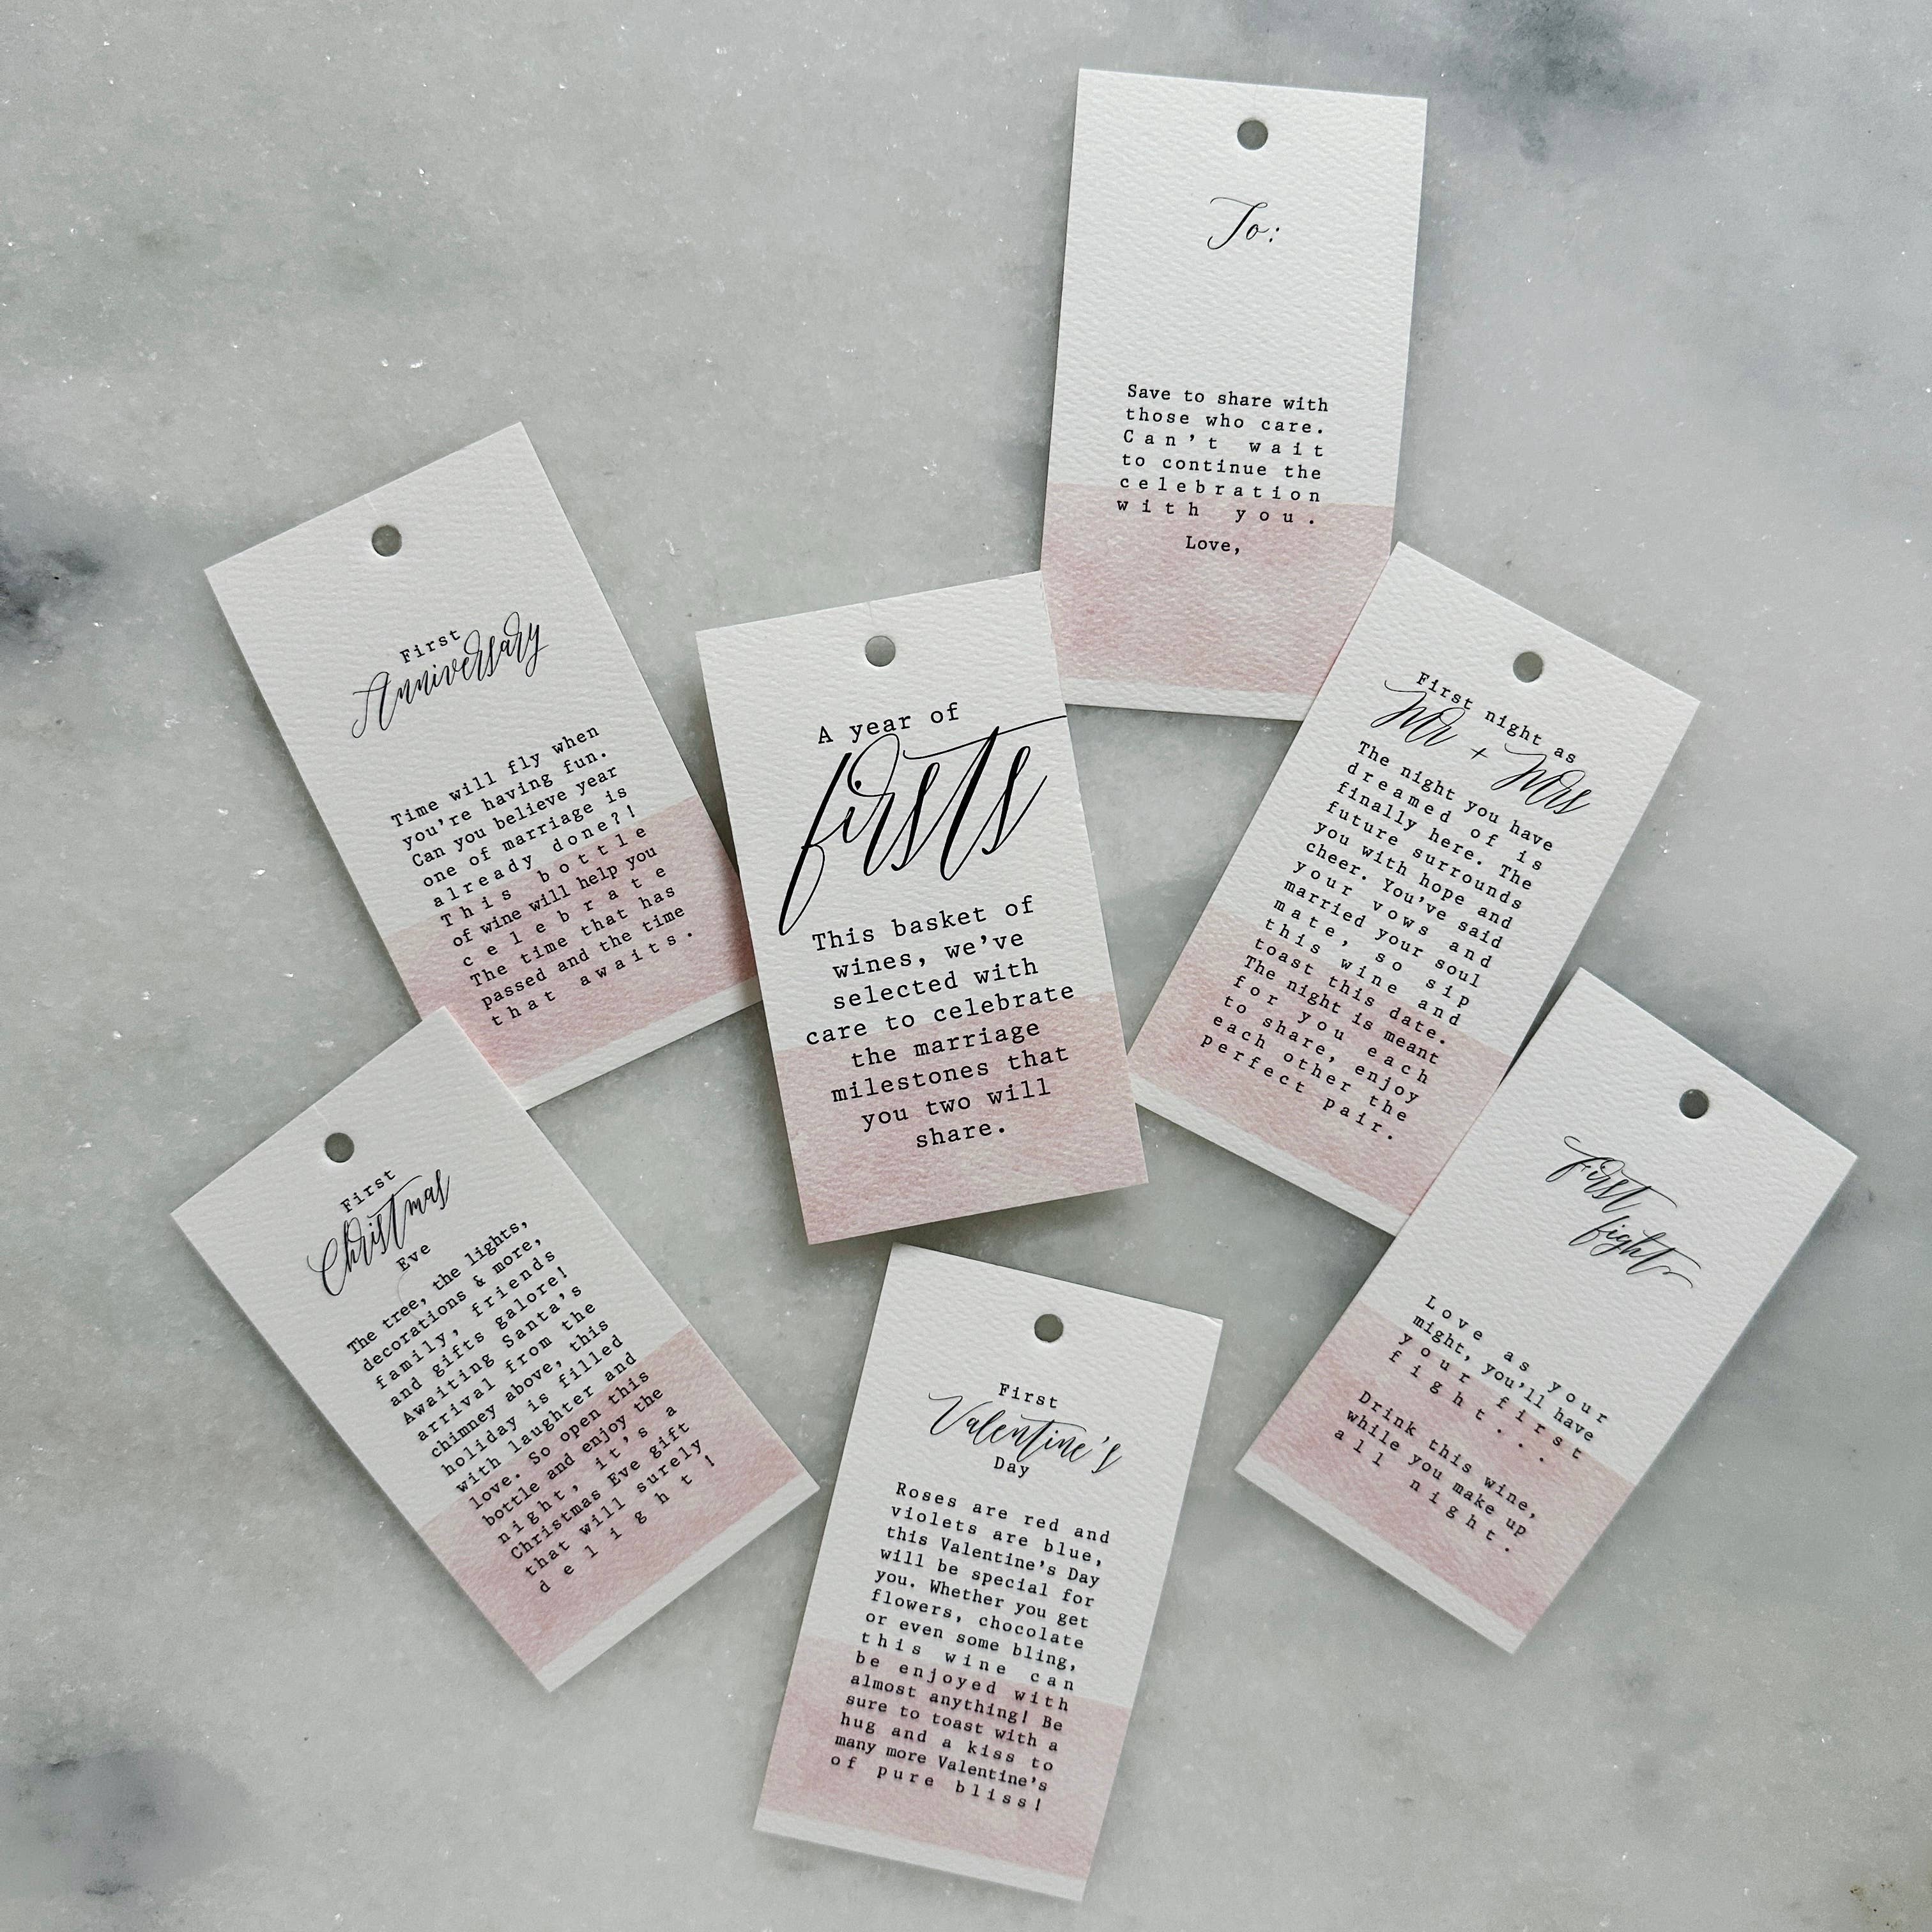 To:
Save to share with
those who care.
Can't wait
to continue the
celebration
with you.
Love,
First
Anniversary
Time will fly when
you're having fun.
Can you believe year
one of marriage is
already done?!
This bottle
of wine will help you
celebrate
The time that has
passed and the time
that awaits.
A year of
firsts
This basket of
wines, we've
selected with
care to celebrate
the marriage
milestones that
you two will
share.
First night as
Mr + Mrs
The night you have
dreamed of is
finally here. The
future surrounds
you with hope and
cheer. You've said
your vows and
married your soul
mate, so sip
this wine and
toast this date.
The night is meant
for you each
to share, enjoy
each other the
perfect pair.
First
Christmas
Eve
The tree, the lights,
decorations & more,
family, friends
and gifts galore!
Awaiting Santa's
arrival from the
chimney above, this
holiday is filled
with laughter and
love. So open this
bottle and enjoy the
night, it's a
Christmas Eve gift
that will surely
delight!
First
Valentine's
Day
Roses are red and
violets are blue,
this Valentine's Day
will be special for
you. Whether you get
flowers, chocolate
or even some bling,
this wine can
be enjoyed with
almost anything! Be
sure to toast with a
hug and a kiss to
many more Valentine's
of pure bliss!
First
fight
Love as your
might, you'll have
your first
fight...
Drink this wine,
while you make up
all night.